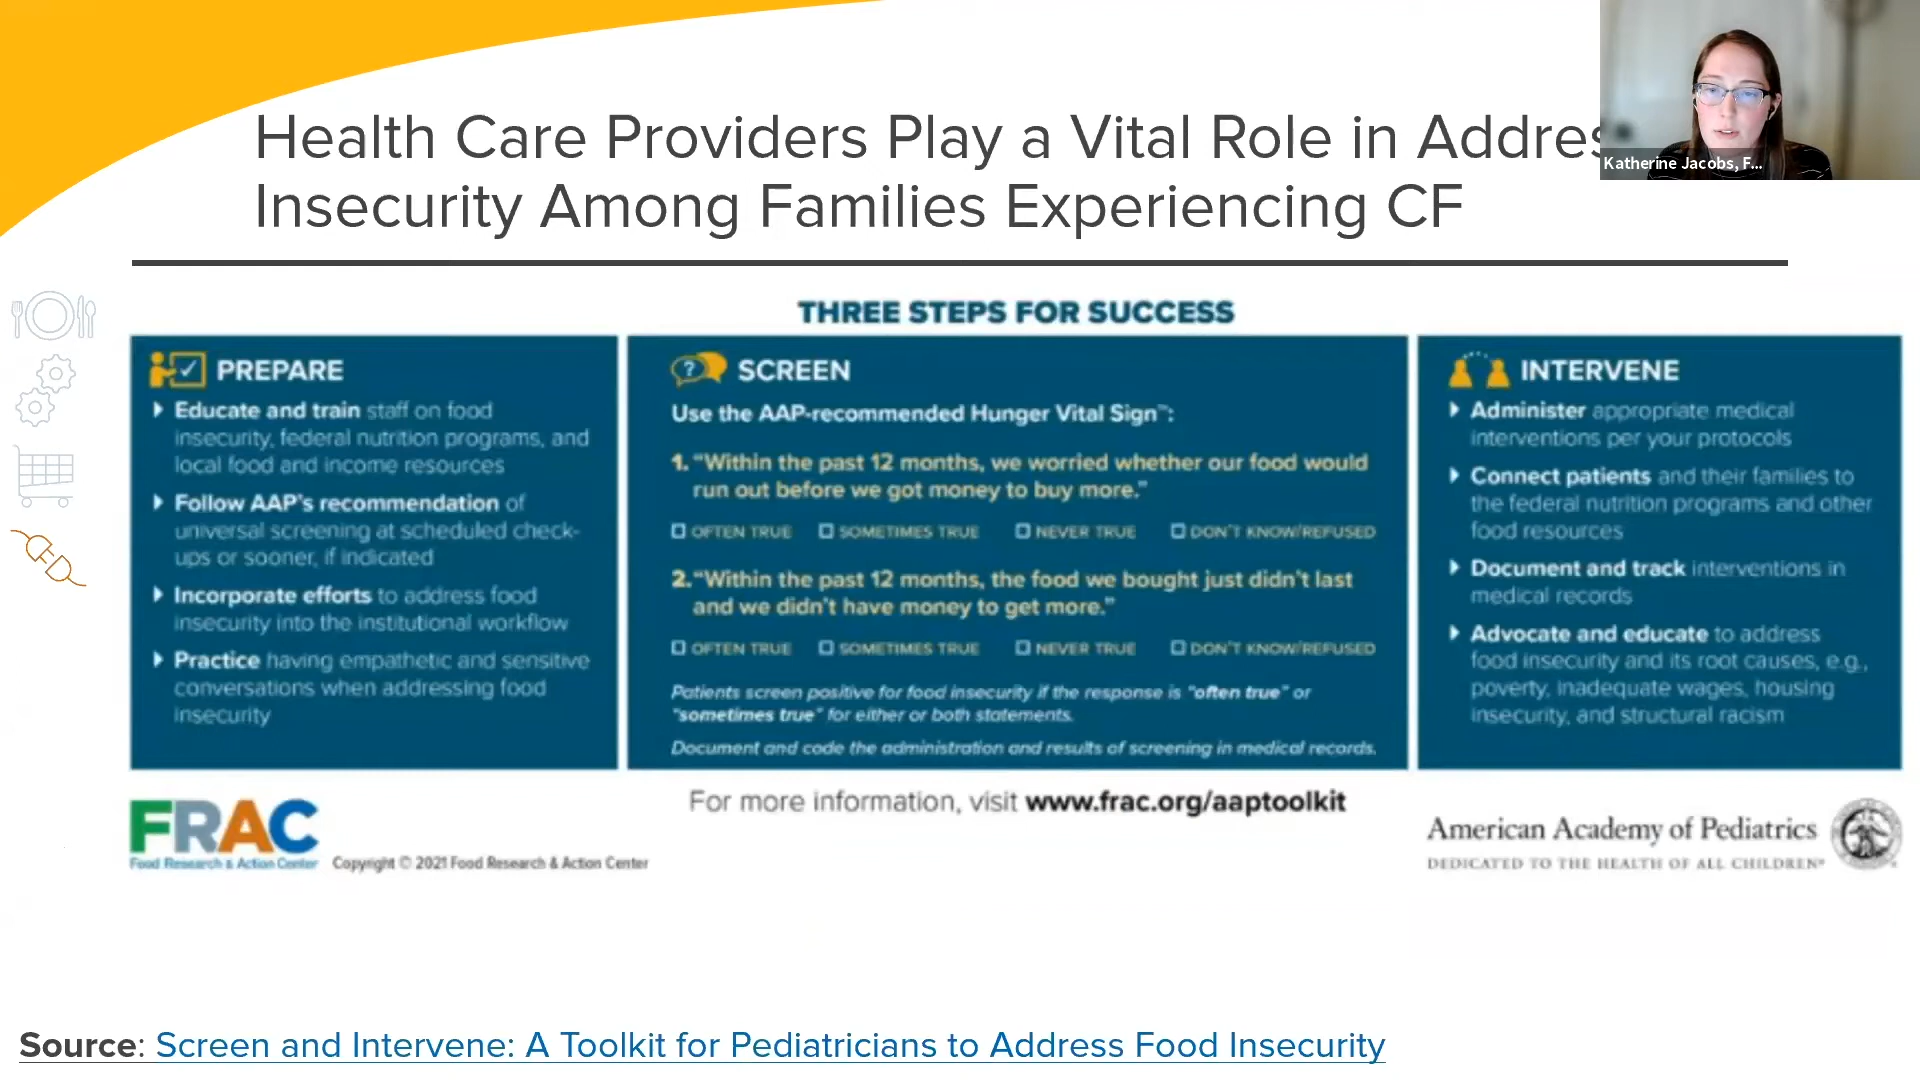 Health Care Providers Play a Vital Role in Addres
Insecurity Among Families Experiencing CF
Katherine Jacobs, F...
THREE STEPS FOR SUCCESS
PREPARE
Educate and train staff on food
insecurity, federal nutrition programs, and
local food and income resources
Follow AAP's recommendation of
universal screening at scheduled check-
ups or sooner, if indicated
Incorporate efforts to address food
insecurity into the institutional workflow
Practice having empathetic and sensitive
conversations when addressing food
insecurity
SCREEN
Use the AAP-recommended Hunger Vital Sign™:
1. "Within the past 12 months, we worried whether our food would
run out before we got money to buy more."
OFTEN TRUE SOMETIMES TRUE NEVER TRUE DON'T KNOW/REFUSED
2. "Within the past 12 months, the food we bought just didn't last
and we didn't have money to get more."
OFTEN TRUE SOMETIMES TRUE NEVER TRUE DON'T KNOW/REFUSED
Patients screen positive for food insecurity if the response is "often true" or
"sometimes true" for either or both statements.
Document and code the administration and results of screening in medical records.
INTERVENE
Administer appropriate medical
interventions per your protocols
Connect patients and their families to
the federal nutrition programs and other
food resources
Document and track interventions in
medical records
Advocate and educate to address
food insecurity and its root causes, e.g.,
poverty, inadequate wages, housing
insecurity, and structural racism
FRAC
Food Research & Action Center
Copyright © 2021 Food Research & Action Center
For more information, visit www.frac.org/aaptoolkit
American Academy of Pediatrics
DEDICATED TO THE HEALTH OF ALL CHILDREN®
Source: Screen and Intervene: A Toolkit for Pediatricians to Address Food Insecurity